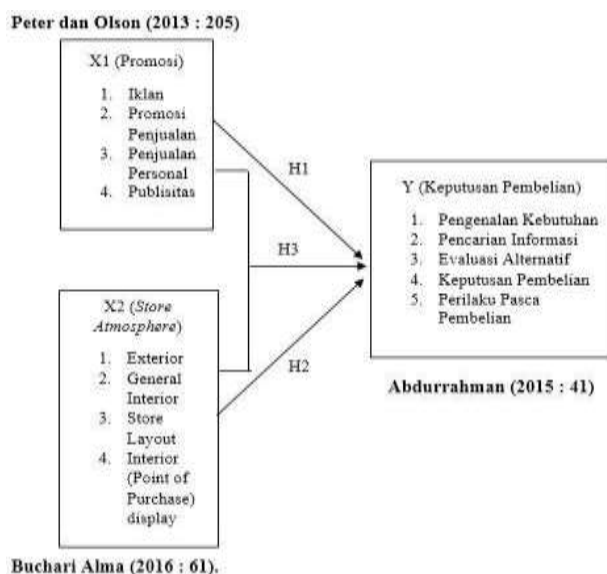 Peter dan Olson (2013 : 205)
X1 (Promosi)
1. Iklan
2. Promosi
Penjualan
3. Penjualan
Personal
4. Publisitas
H1
H3
H2
Y (Keputusan Pembelian)
1. Pengenalan Kebutuhan
2. Pencarian Informasi
3. Evaluasi Alternatif
4. Keputusan Pembelian
5. Perilaku Pasca
Pembelian
Abdurrahman (2015 : 41)
X2 (Store
Atmosphere)
1. Exterior
2. General
Interior
3. Store
Layout
4. Interior
(Point of
Purchase)
display
Buchari Alma (2016 : 61).